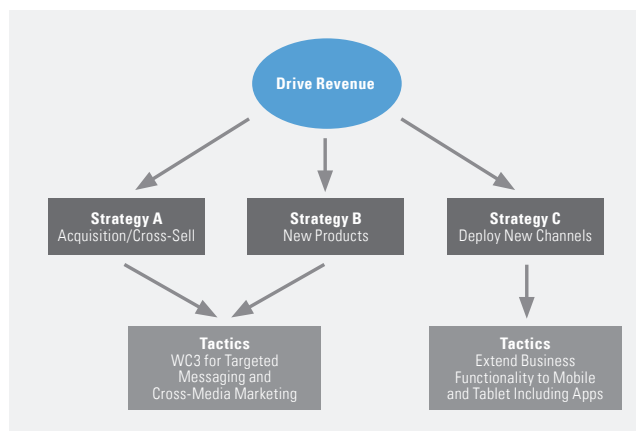 Drive Revenue
Strategy A
Acquisition/Cross-Sell
Strategy B
New Products
Strategy C
Deploy New Channels
Tactics
WC3 for Targeted
Messaging and
Cross-Media Marketing
Tactics
Extend Business
Functionality to Mobile
and Tablet Including Apps